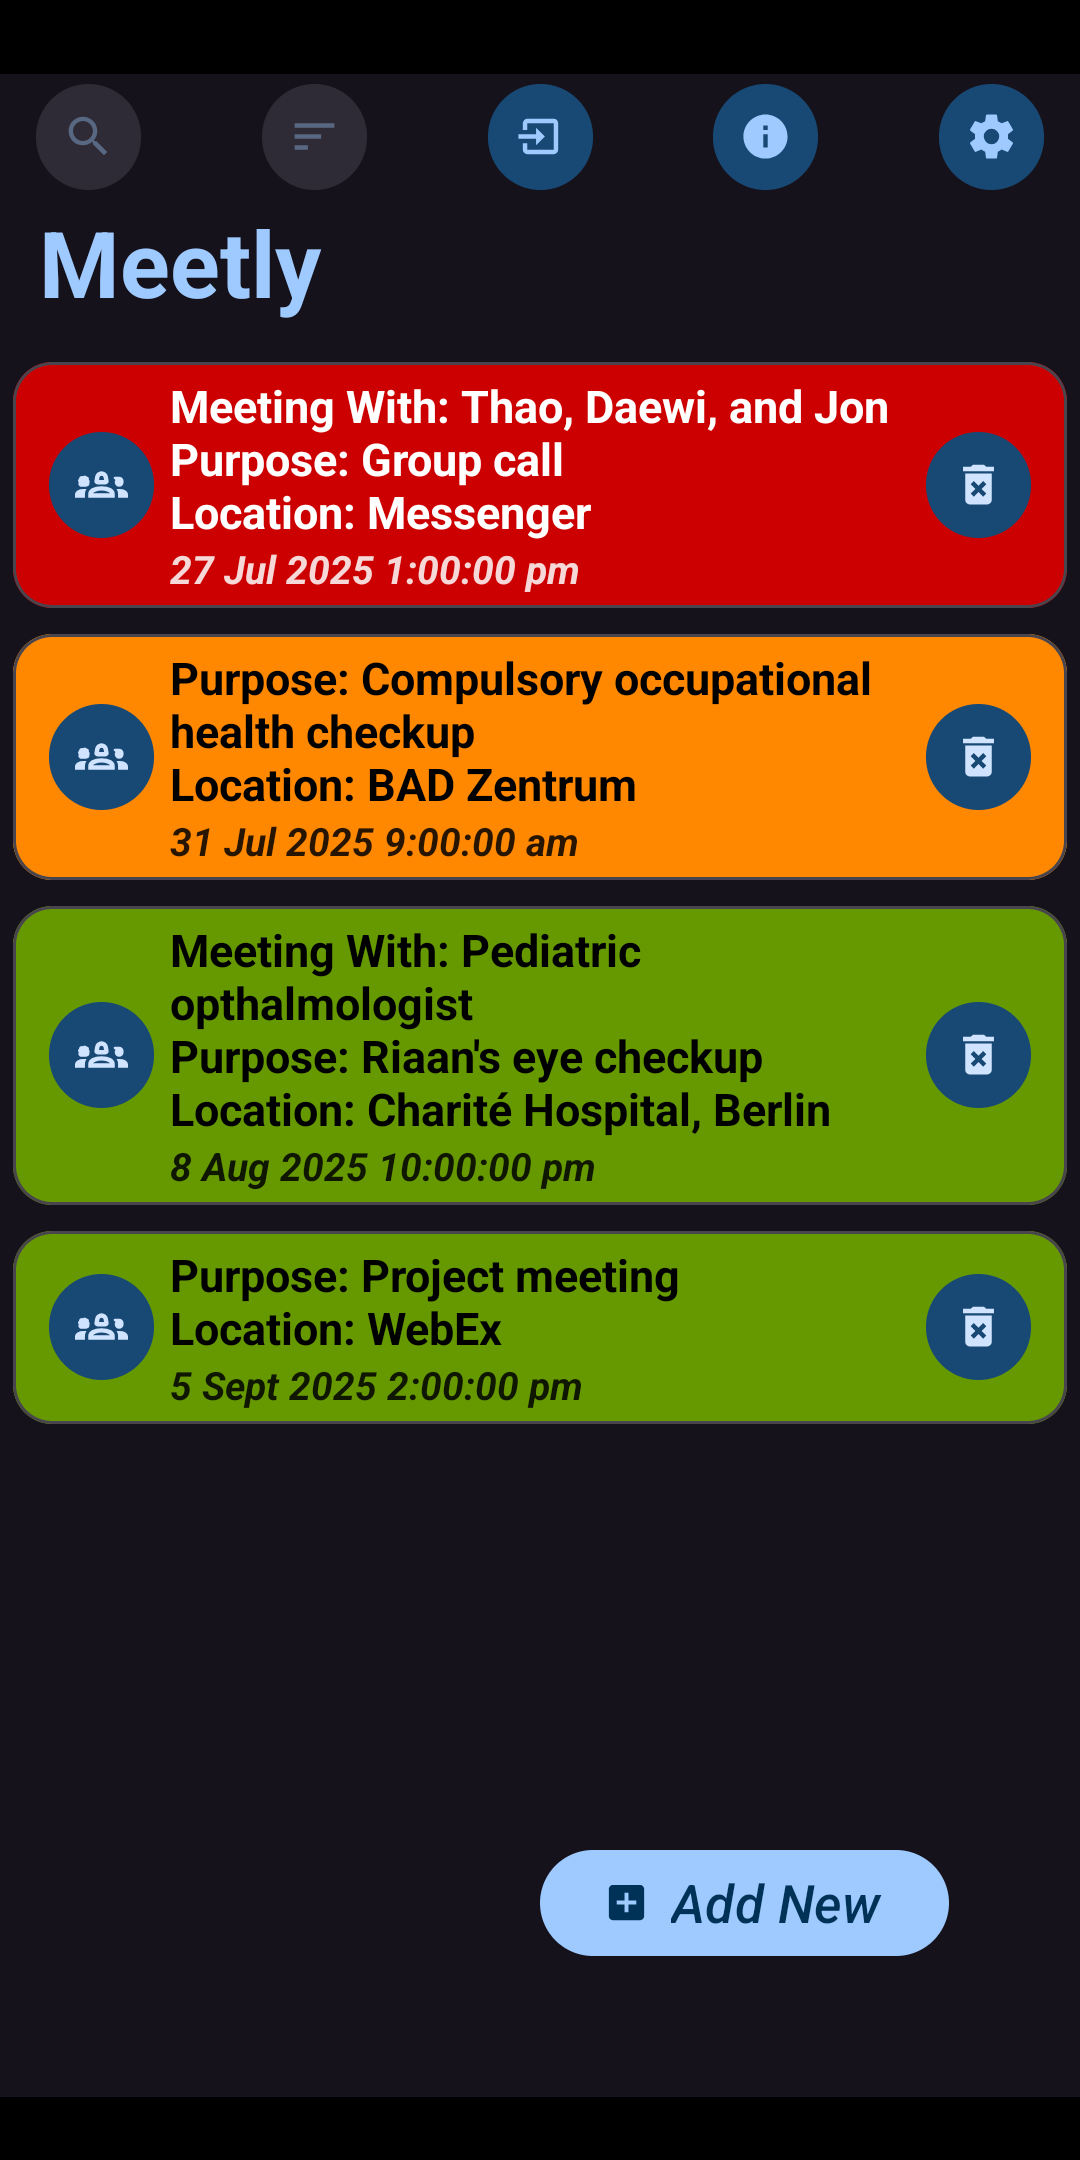 Meetly
Meeting With: Thao, Daewi, and Jon
Purpose: Group call
Location: Messenger
27 Jul 2025 1:00:00 pm
Purpose: Compulsory occupational
health checkup
Location: BAD Zentrum
31 Jul 2025 9:00:00 am
Meeting With: Pediatric
opthalmologist
Purpose: Riaan's eye checkup
Location: Charité Hospital, Berlin
8 Aug 2025 10:00:00 pm
Purpose: Project meeting
Location: WebEx
5 Sept 2025 2:00:00 pm
Add New